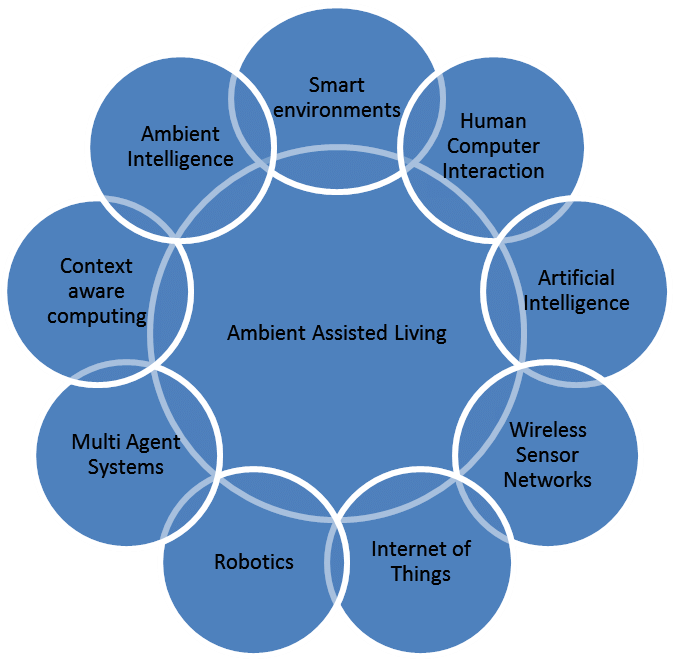 Smart
environments
Human
Computer
Interaction
Artificial
Intelligence
Wireless
Sensor
Networks
Internet of
Things
Robotics
Multi Agent
Systems
Context
aware
computing
Ambient
Intelligence
Ambient Assisted Living